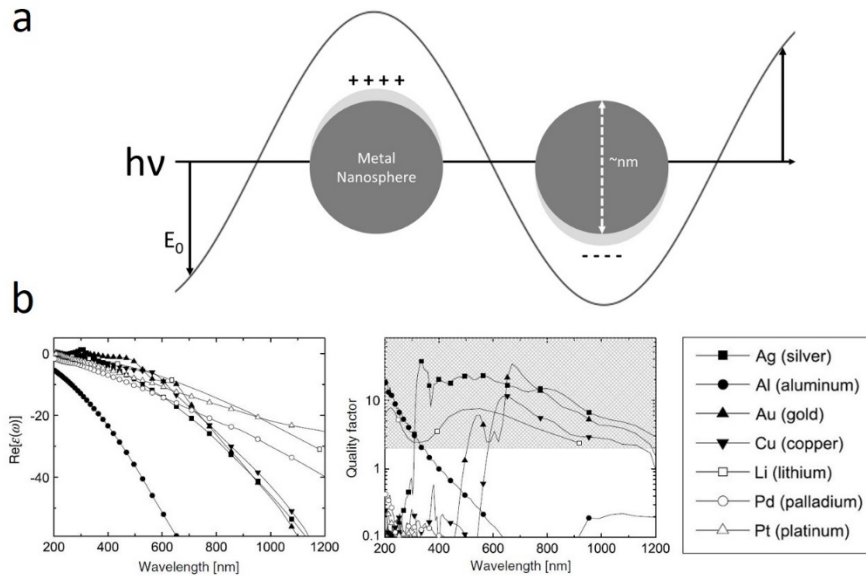 a
++++
hν
Metal
Nanosphere
~nm
E0
----
b
0
-20
-40
Re[ε(ω)]
200 400 600 800 1000 1200
Wavelength [nm]
10
1
0.1
Quality factor
200 400 600 800 1000 1200
Wavelength [nm]
Ag (silver)
Al (aluminum)
Au (gold)
Cu (copper)
Li (lithium)
Pd (palladium)
Pt (platinum)